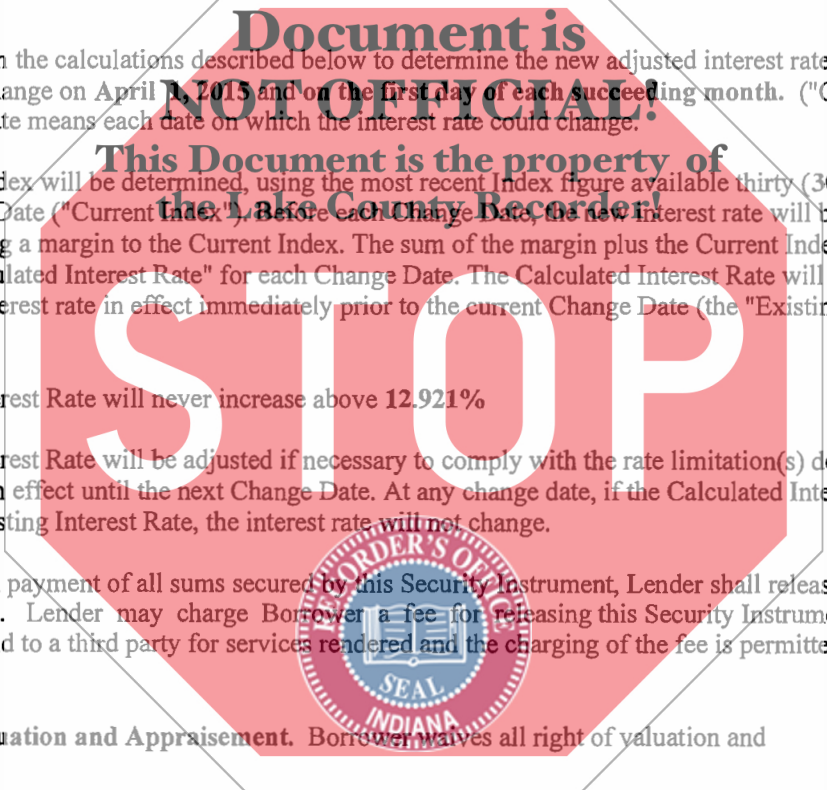 Document is
the calculations described below to determine the new adjusted interest rate
ange on April 1, 2015 and on the first day of each succeeding month. ("C
NOT OFFICIAL!
te means each date on which the interest rate could change.
This Document is the property of
dex will be determined, using the most recent Index figure available thirty (3
the Lake County Recorder!
Date ("Current Index"). Before each Change Date, the new interest rate will b
g a margin to the Current Index. The sum of the margin plus the Current Inde
lated Interest Rate" for each Change Date. The Calculated Interest Rate will
erest rate in effect immediately prior to the current Change Date (the "Existin
STOP
rest Rate will never increase above 12.921%
rest Rate will be adjusted if necessary to comply with the rate limitation(s) d
effect until the next Change Date. At any change date, if the Calculated Inte
sting Interest Rate, the interest rate will not change.
RECORDER'S OFFICE
payment of all sums secured by this Security Instrument, Lender shall releas
. Lender may charge Borrower a fee for releasing this Security Instrum
d to a third party for services rendered and the charging of the fee is permitte
SEAL
INDIANA
uation and Appraisement. Borrower waives all right of valuation and